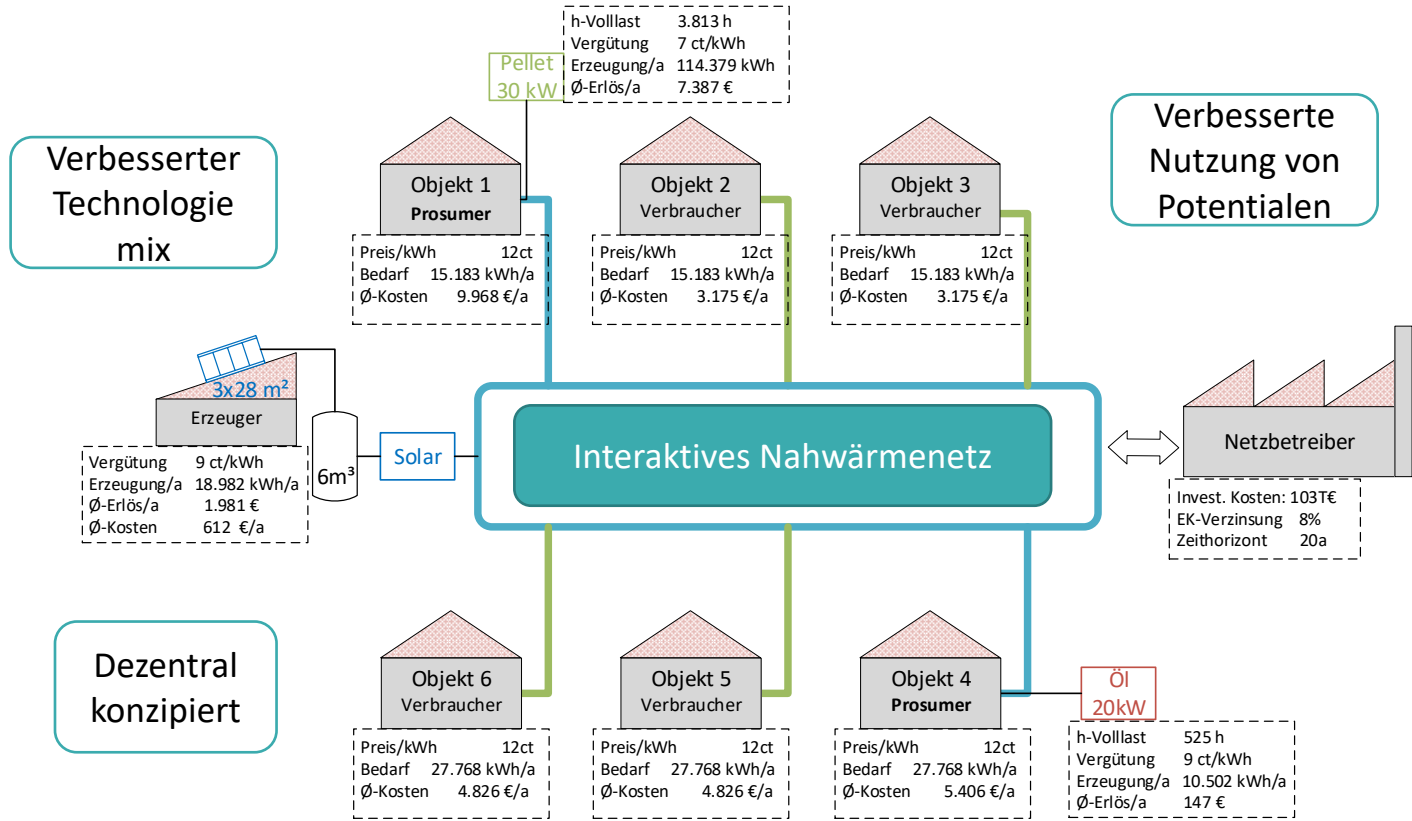 h-Volllast 3.813 h
Vergütung 7 ct/kWh
Erzeugung/a 114.379 kWh
Ø-Erlös/a 7.387 €
Pellet
30 kW
Verbesserter
Technologie
mix
Verbesserte
Nutzung von
Potentialen
Objekt 1
Prosumer
Preis/kWh 12ct
Bedarf 15.183 kWh/a
Ø-Kosten 9.968 €/a
Objekt 2
Verbraucher
Preis/kWh 12ct
Bedarf 15.183 kWh/a
Ø-Kosten 3.175 €/a
Objekt 3
Verbraucher
Preis/kWh 12ct
Bedarf 15.183 kWh/a
Ø-Kosten 3.175 €/a
3x28 m²
Erzeuger
Vergütung 9 ct/kWh
Erzeugung/a 18.982 kWh/a
Ø-Erlös/a 1.981 €
Ø-Kosten 612 €/a
6m³
Solar
Interaktives Nahwärmenetz
Netzbetreiber
Invest. Kosten: 103T€
EK-Verzinsung 8%
Zeithorizont 20a
Dezentral
konzipiert
Objekt 6
Verbraucher
Preis/kWh 12ct
Bedarf 27.768 kWh/a
Ø-Kosten 4.826 €/a
Objekt 5
Verbraucher
Preis/kWh 12ct
Bedarf 27.768 kWh/a
Ø-Kosten 4.826 €/a
Objekt 4
Prosumer
Preis/kWh 12ct
Bedarf 27.768 kWh/a
Ø-Kosten 5.406 €/a
Öl
20kW
h-Volllast 525 h
Vergütung 9 ct/kWh
Erzeugung/a 10.502 kWh/a
Ø-Erlös/a 147 €